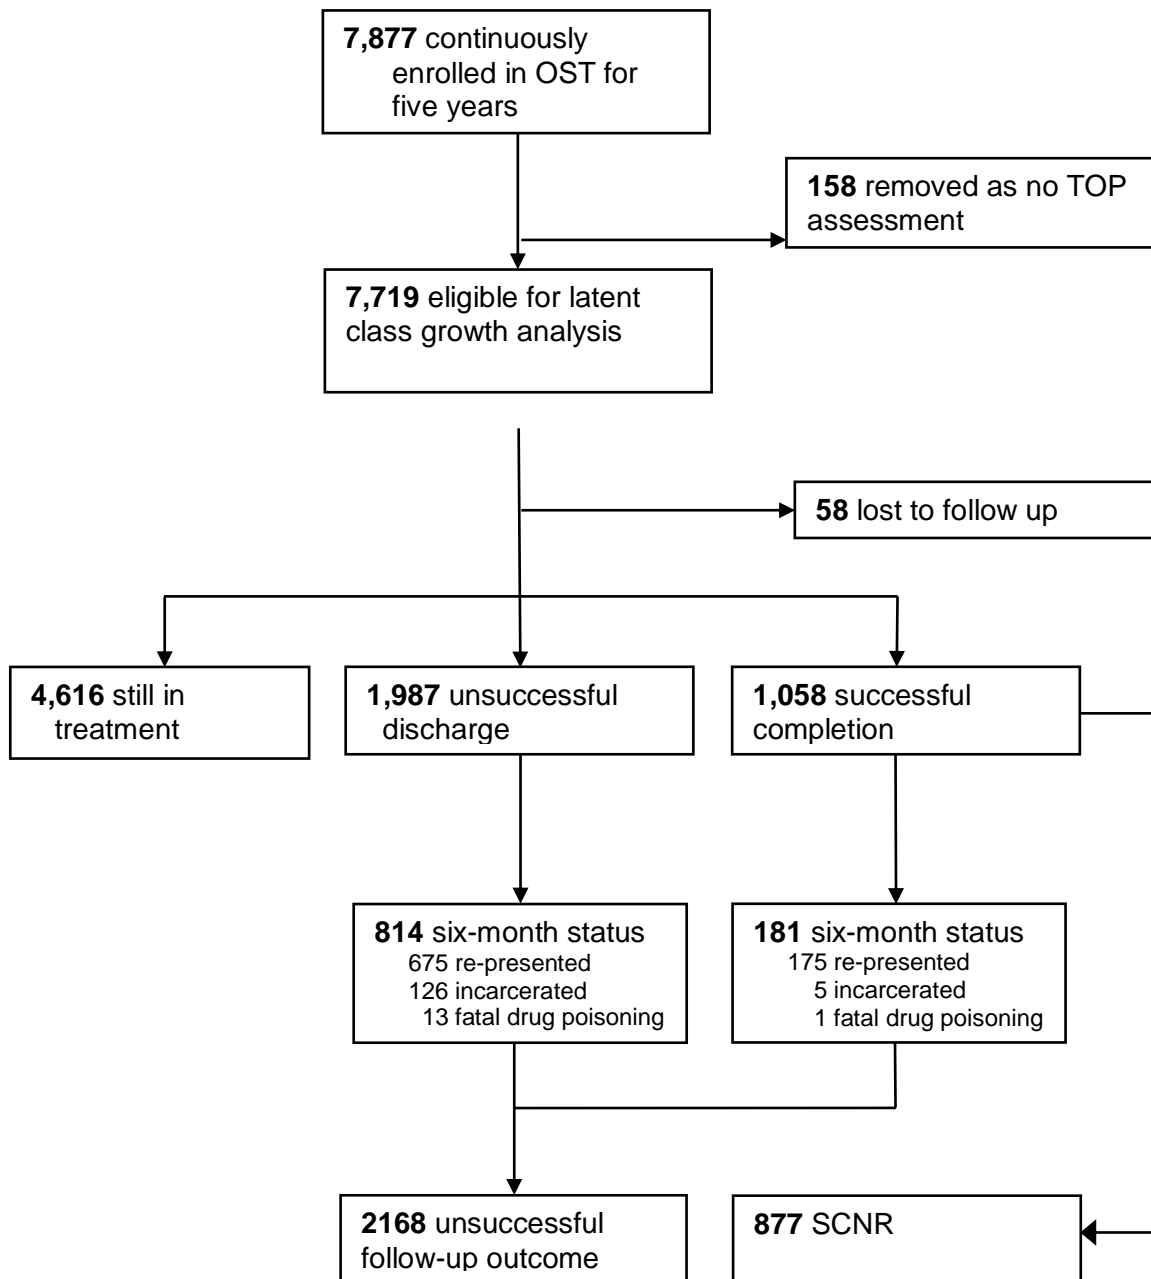 7,877 continuously
enrolled in OST for
five years
158 removed as no TOP
assessment
7,719 eligible for latent
class growth analysis
58 lost to follow up
4,616 still in
treatment
1,987 unsuccessful
discharge
1,058 successful
completion
814 six-month status
675 re-presented
126 incarcerated
13 fatal drug poisoning
181 six-month status
175 re-presented
5 incarcerated
1 fatal drug poisoning
2168 unsuccessful
follow-up outcome
877 SCNR